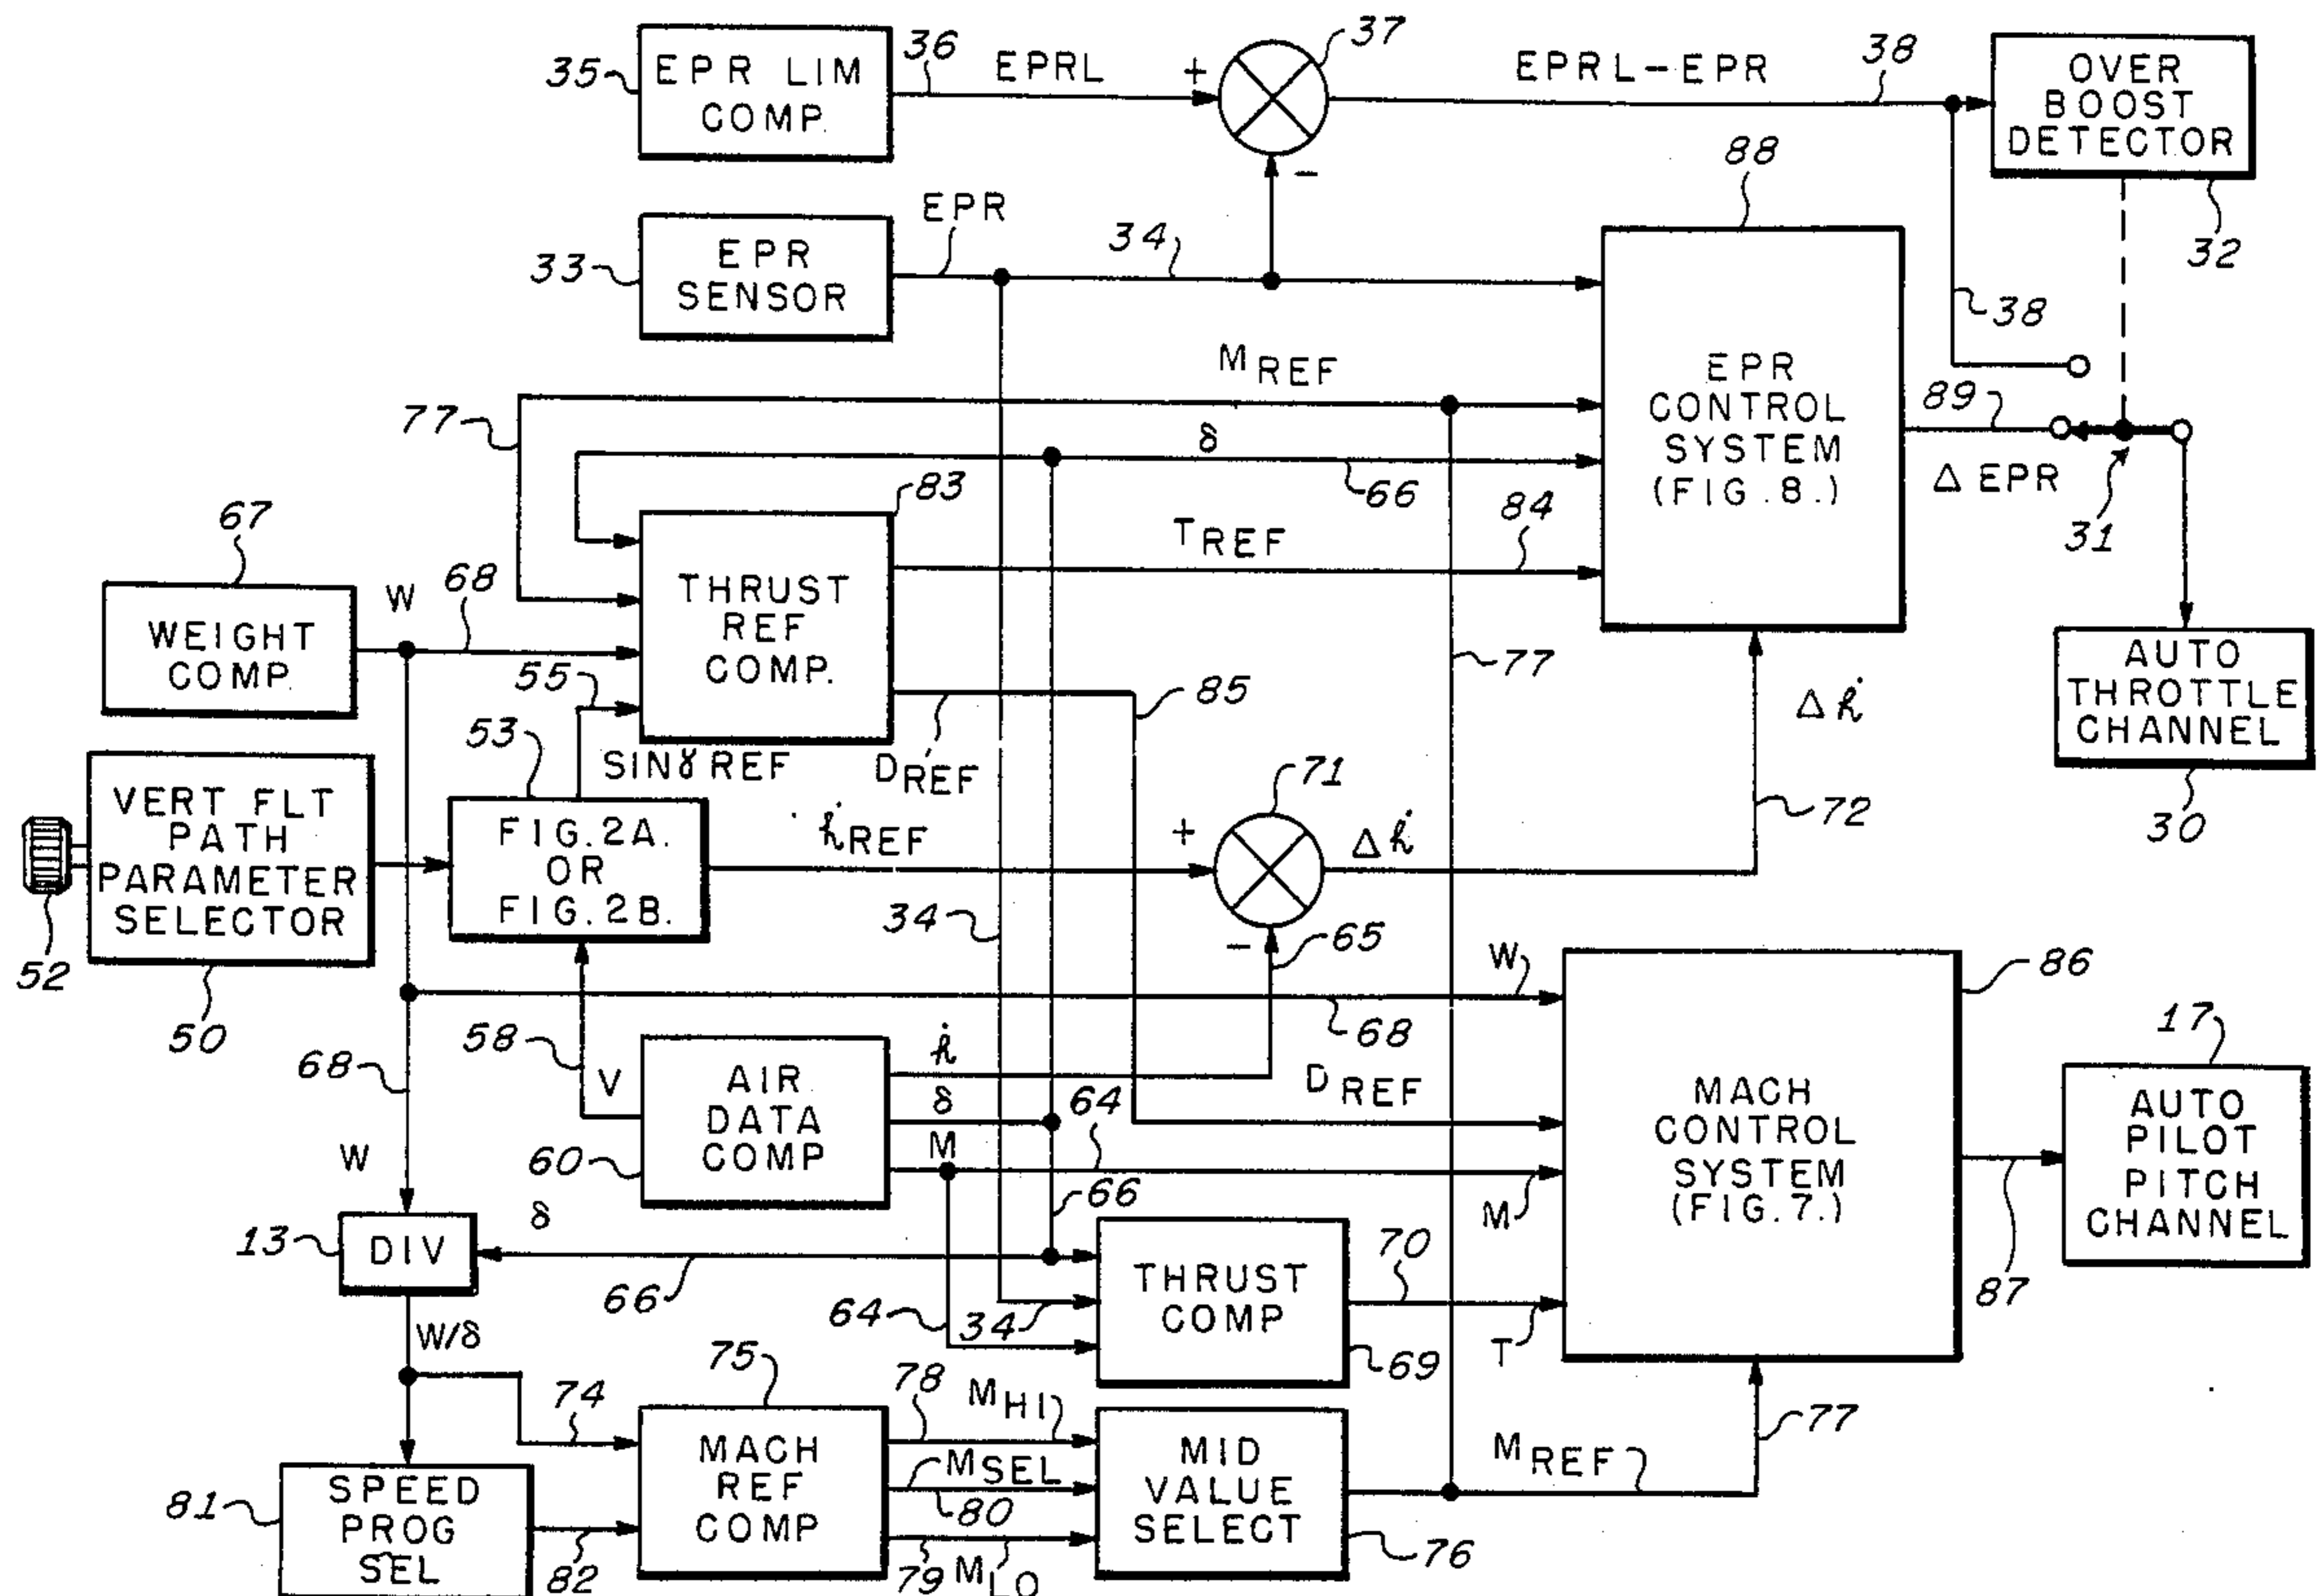 35
EPR LIM
COMP.
36
EPRL
+
37
EPRL-EPR
38
OVER
BOOST
DETECTOR
32
88
-
33
EPR
SENSOR
EPR
34
38
MREF
77
δ
66
EPR
CONTROL
SYSTEM
(FIG.8.)
89
Δ EPR
31
83
THRUST
REF
COMP.
TREF
84
67
WEIGHT
COMP.
W
68
55
77
85
Δḣ
AUTO
THROTTLE
CHANNEL
30
53
SINγ REF
DREF
71
72
VERT FLT
PATH
PARAMETER
SELECTOR
52
50
FIG.2A.
OR
FIG.2B.
ḣREF
+
Δḣ
34
-
65
W
86
68
58
V
68
AIR
DATA
COMP
60
ḣ
δ
M
DREF
64
MACH
CONTROL
SYSTEM
(FIG.7.)
17
AUTO
PILOT
PITCH
CHANNEL
87
W
66
M
13
DIV
δ
66
64
34
THRUST
COMP
70
T
69
W/δ
74
75
MACH
REF
COMP
78
MHI
MSEL
80
79
MLO
MID
VALUE
SELECT
76
MREF
77
81
SPEED
PROG
SEL
82